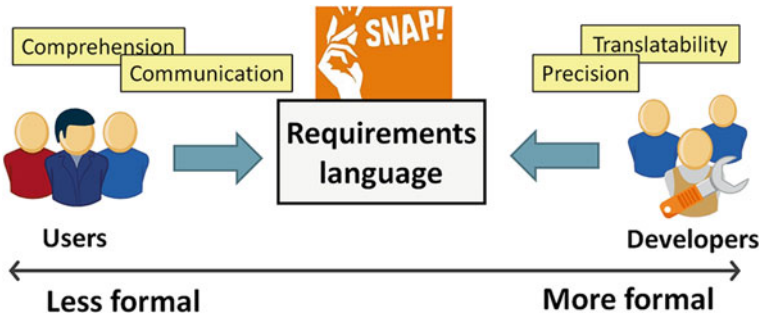 Comprehension
Communication
SNAP!
Translatability
Precision
Requirements
language
Users
Developers
Less formal
More formal